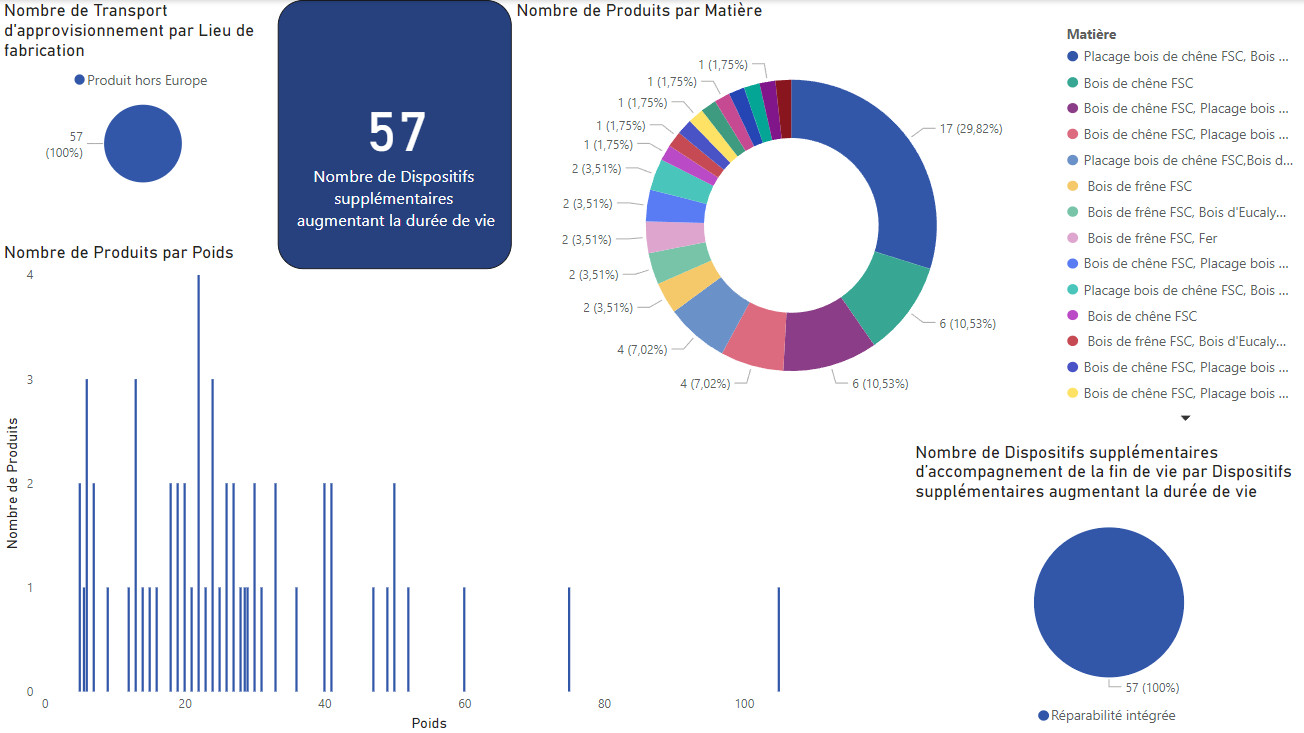 Nombre de Transport
d'approvisionnement par Lieu de
fabrication
Produit hors Europe
57
(100%)
57
Nombre de Dispositifs
supplémentaires
augmentant la durée de vie
Nombre de Produits par Matière
1 (1,75%)
1 (1,75%)
1 (1,75%)
1 (1,75%)
1 (1,75%)
2 (3,51%)
2 (3,51%)
2 (3,51%)
2 (3,51%)
2 (3,51%)
4 (7,02%)
4 (7,02%)
6 (10,53%)
6 (10,53%)
17 (29,82%)
Matière
Placage bois de chêne FSC, Bois ...
Bois de chêne FSC
Bois de chêne FSC, Placage bois ...
Bois de chêne FSC, Placage bois ...
Placage bois de chêne FSC,Bois d...
Bois de frêne FSC
Bois de frêne FSC, Bois d'Eucaly...
Bois de frêne FSC, Fer
Bois de chêne FSC, Placage bois ...
Placage bois de chêne FSC, Bois ...
Bois de chêne FSC
Bois de frêne FSC, Bois d'Eucaly...
Bois de chêne FSC, Placage bois ...
Bois de chêne FSC, Placage bois ...
Nombre de Produits par Poids
Nombre de Produits
4
3
2
1
0
0 20 40 60 80 100
Poids
Nombre de Dispositifs supplémentaires
d’accompagnement de la fin de vie par Dispositifs
supplémentaires augmentant la durée de vie
57 (100%)
Réparabilité intégrée